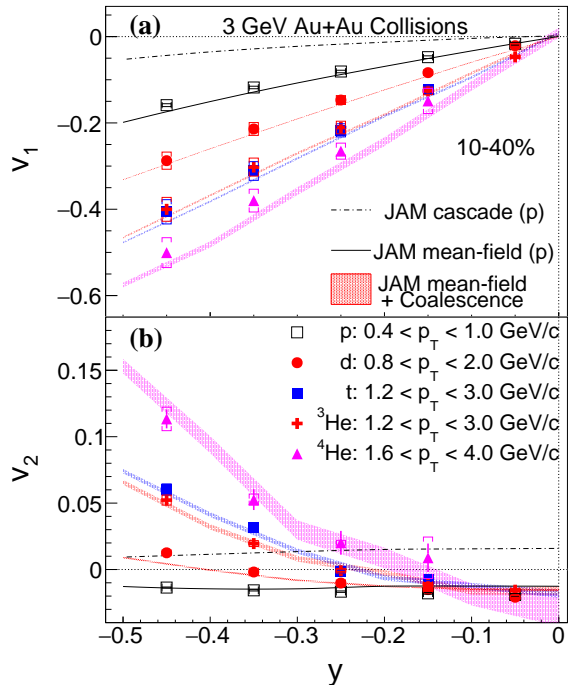 (a) 3 GeV Au+Au Collisions
0
−0.2
−0.4
−0.6
v1
10-40%
JAM cascade (p)
JAM mean-field (p)
JAM mean-field
+ Coalescence
(b)
p: 0.4 < pT < 1.0 GeV/c
d: 0.8 < pT < 2.0 GeV/c
t: 1.2 < pT < 3.0 GeV/c
3He: 1.2 < pT < 3.0 GeV/c
4He: 1.6 < pT < 4.0 GeV/c
0.15
0.1
0.05
0
v2
−0.5 −0.4 −0.3 −0.2 −0.1 0
y